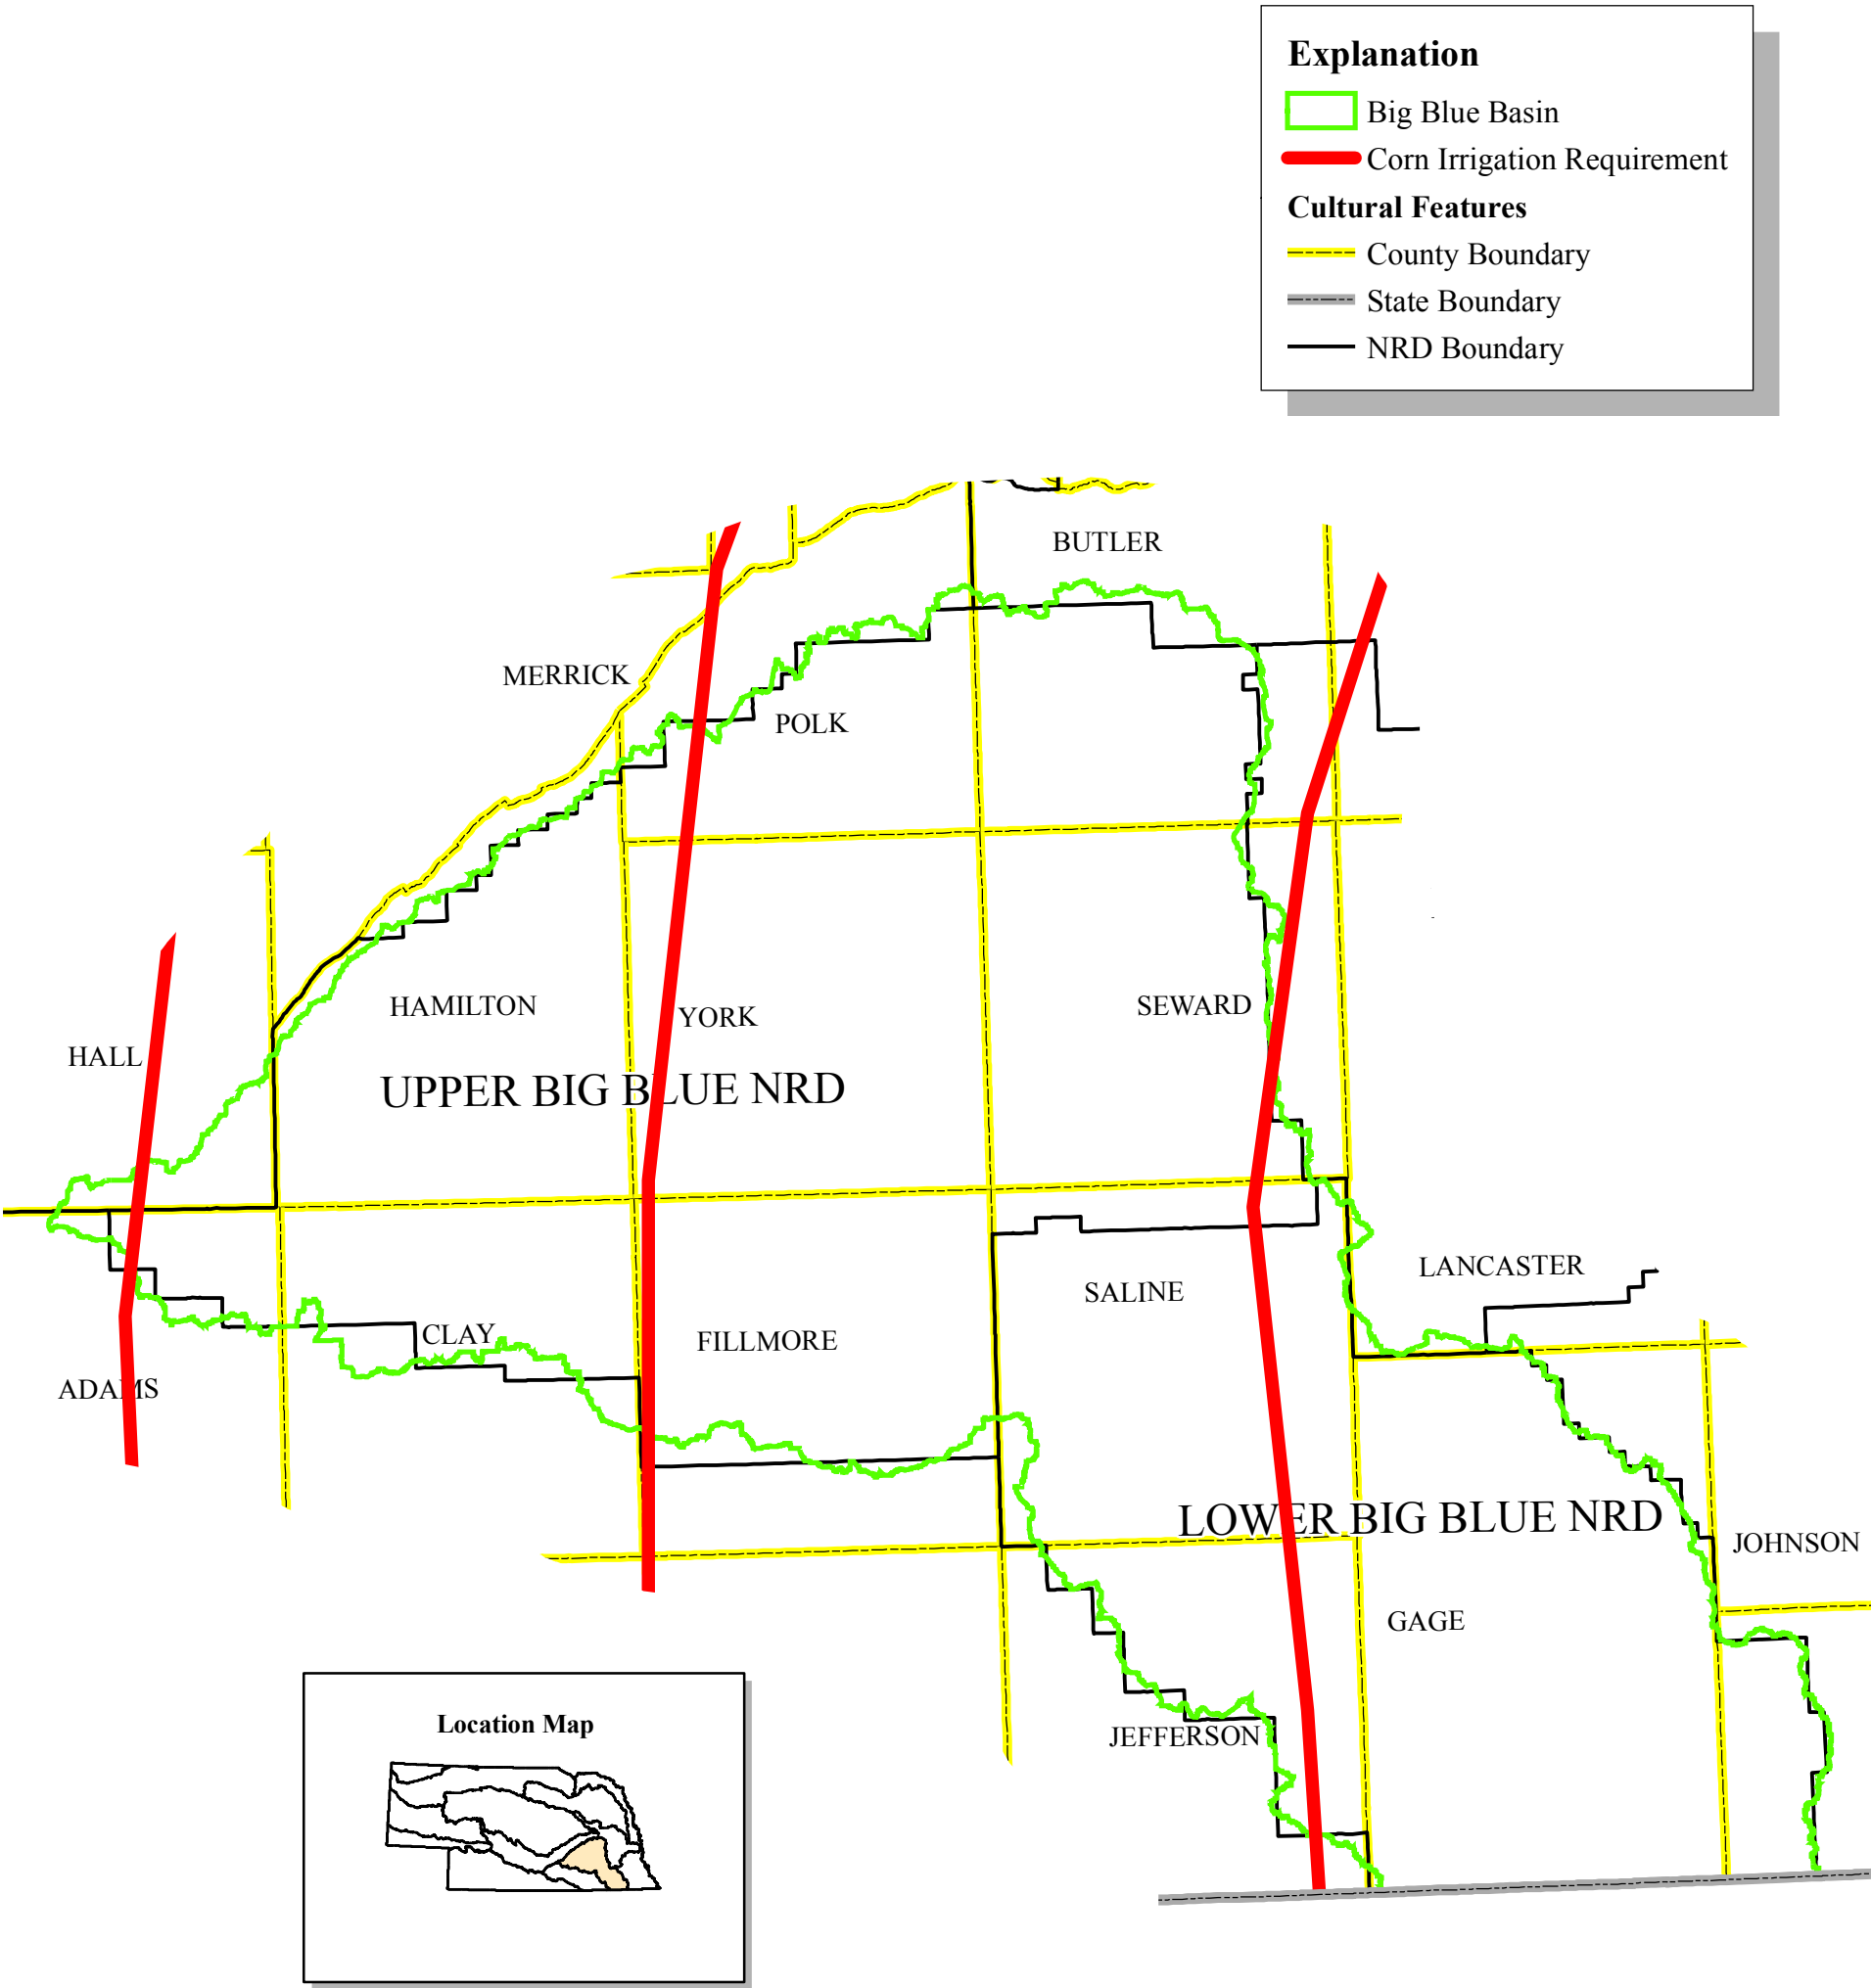 Explanation
Big Blue Basin
Corn Irrigation Requirement
Cultural Features
County Boundary
State Boundary
NRD Boundary
BUTLER
MERRICK
POLK
HAMILTON
YORK
SEWARD
HALL
UPPER BIG BLUE NRD
LANCASTER
SALINE
CLAY
FILLMORE
ADAMS
LOWER BIG BLUE NRD
JOHNSON
GAGE
JEFFERSON
Location Map